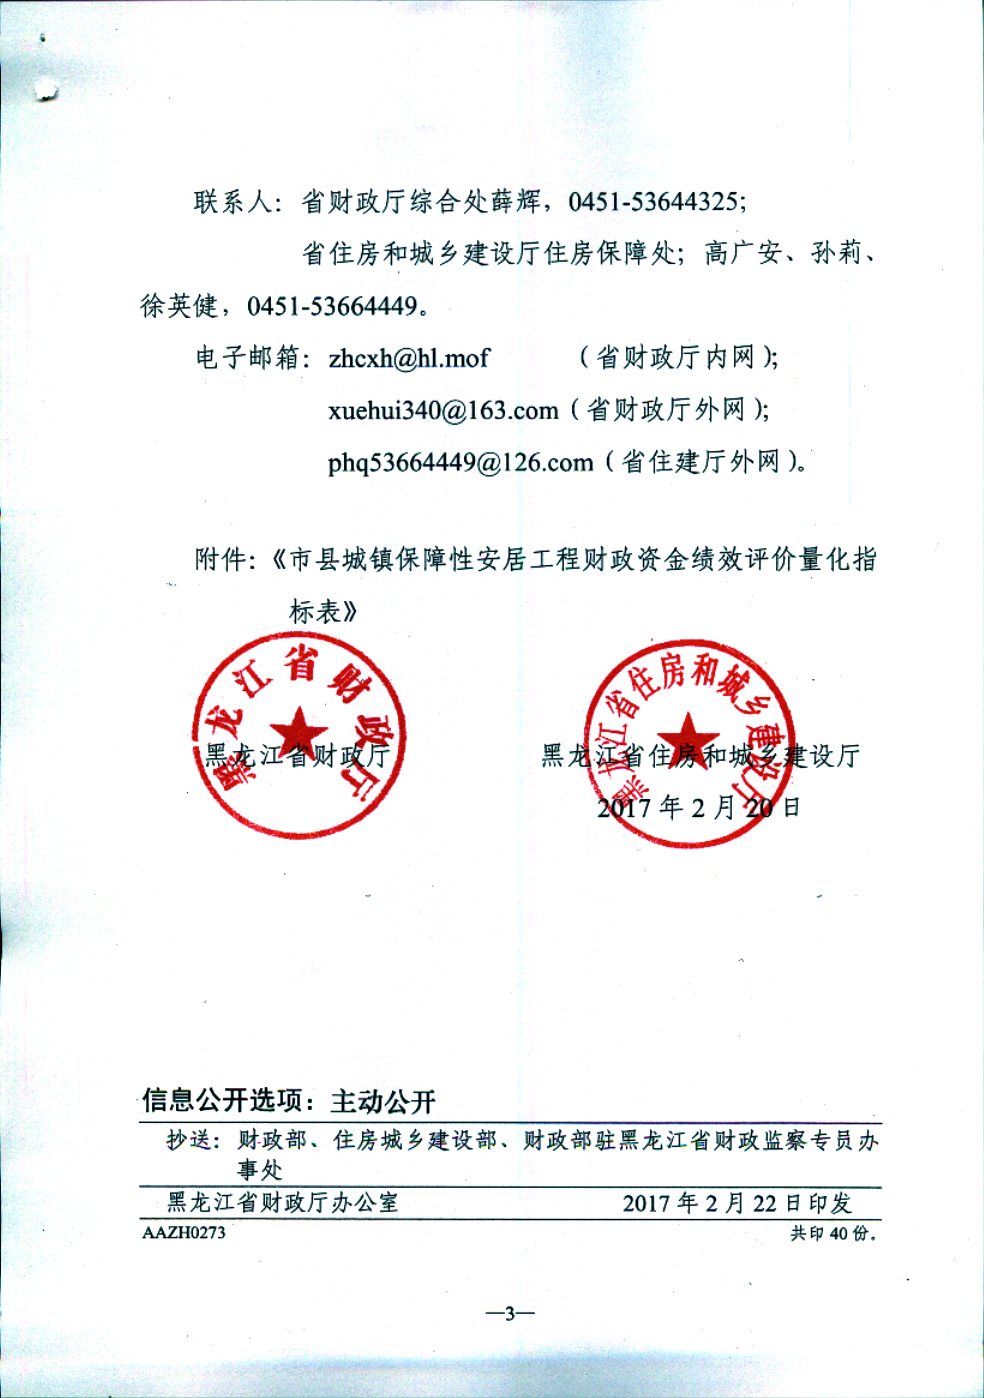 联系人：省财政厅综合处薛辉，0451-53644325；
省住房和城乡建设厅住房保障处；高广安、孙莉、
徐英健，0451-53664449。
电子邮箱：zhcxh@hl.mof （省财政厅内网）；
xuehui340@163.com（省财政厅外网）；
phq53664449@126.com（省住建厅外网）。
附件：《市县城镇保障性安居工程财政资金绩效评价量化指
标表》
黑龙江省财政厅
黑龙江省住房和城乡建设厅
黑龙江省财政厅 黑龙江省住房和城乡建设厅
2017年2月20日
信息公开选项：主动公开
抄送：财政部、住房城乡建设部、财政部驻黑龙江省财政监察专员办
事处
黑龙江省财政厅办公室 2017年2月22日印发
AAZH0273 共印40份。
—3—